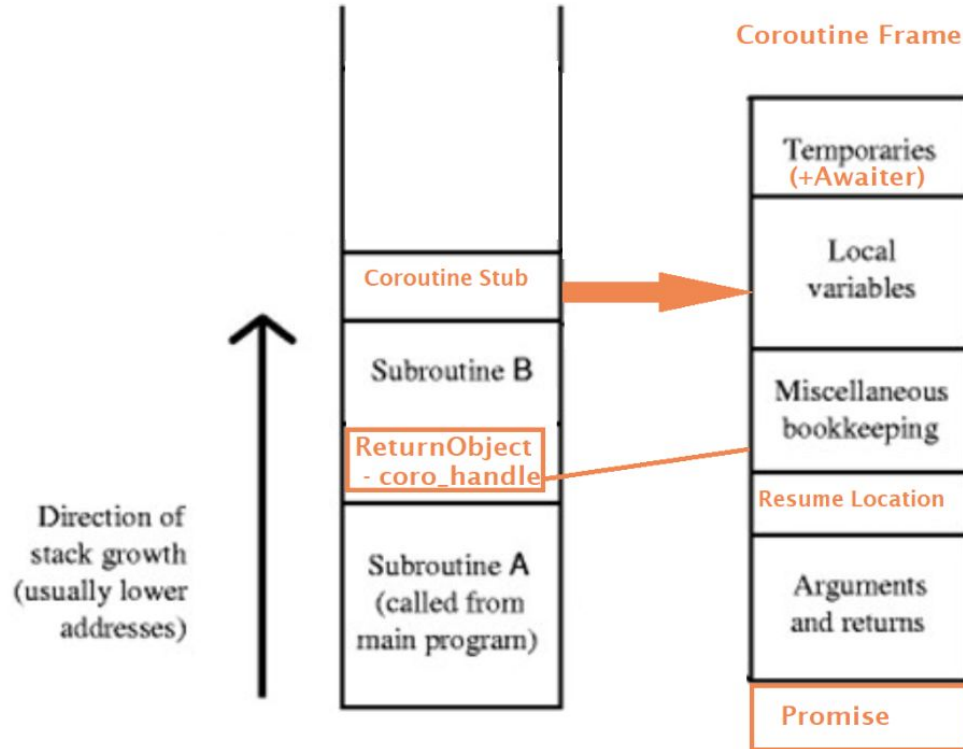 Coroutine Frame
Temporaries
(+Awaiter)
Local
variables
Miscellaneous
bookkeeping
Resume Location
Arguments
and returns
Promise
Coroutine Stub
Subroutine B
ReturnObject
- coro_handle
Subroutine A
(called from
main program)
Direction of
stack growth
(usually lower
addresses)